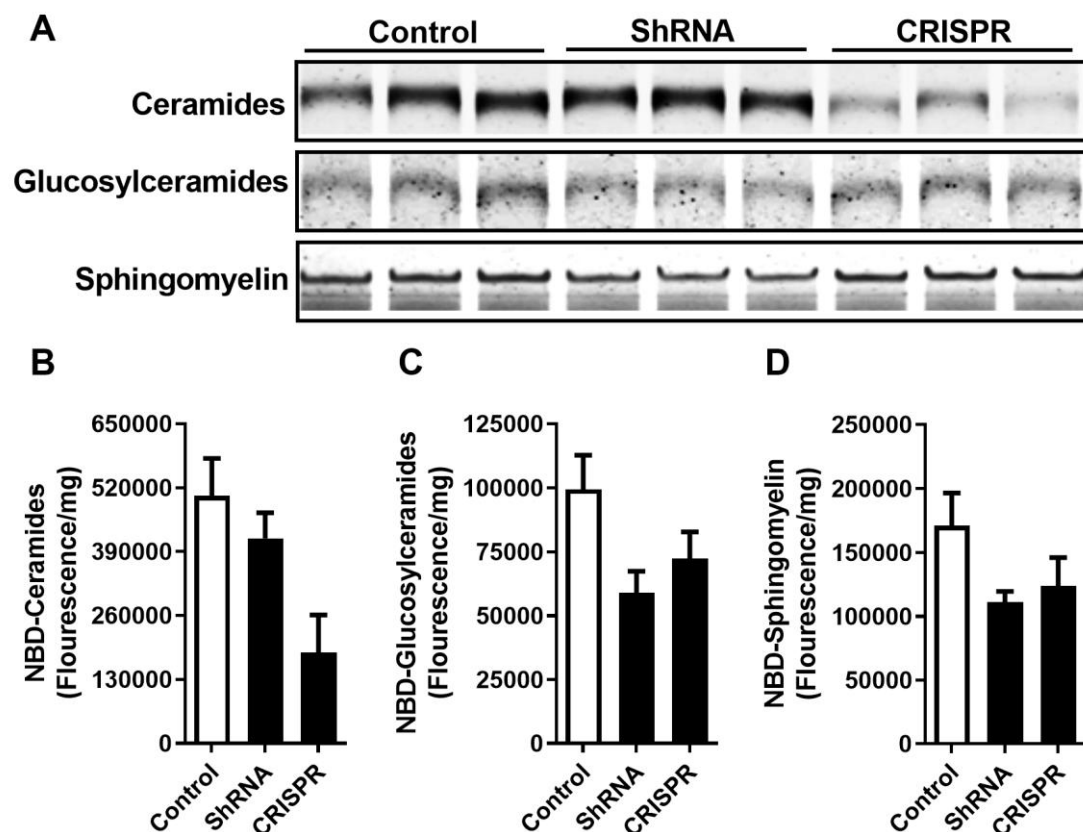 A
Control ShRNA CRISPR
Ceramides
Glucosylceramides
Sphingomyelin
B
NBD-Ceramides
(Flourescence/mg)
650000
520000
390000
260000
130000
0
Control
ShRNA
CRISPR
C
NBD-Glucosylceramides
(Flourescence/mg)
125000
100000
75000
50000
25000
0
Control
ShRNA
CRISPR
D
NBD-Sphingomyelin
(Flourescence/mg)
250000
200000
150000
100000
50000
0
Control
ShRNA
CRISPR